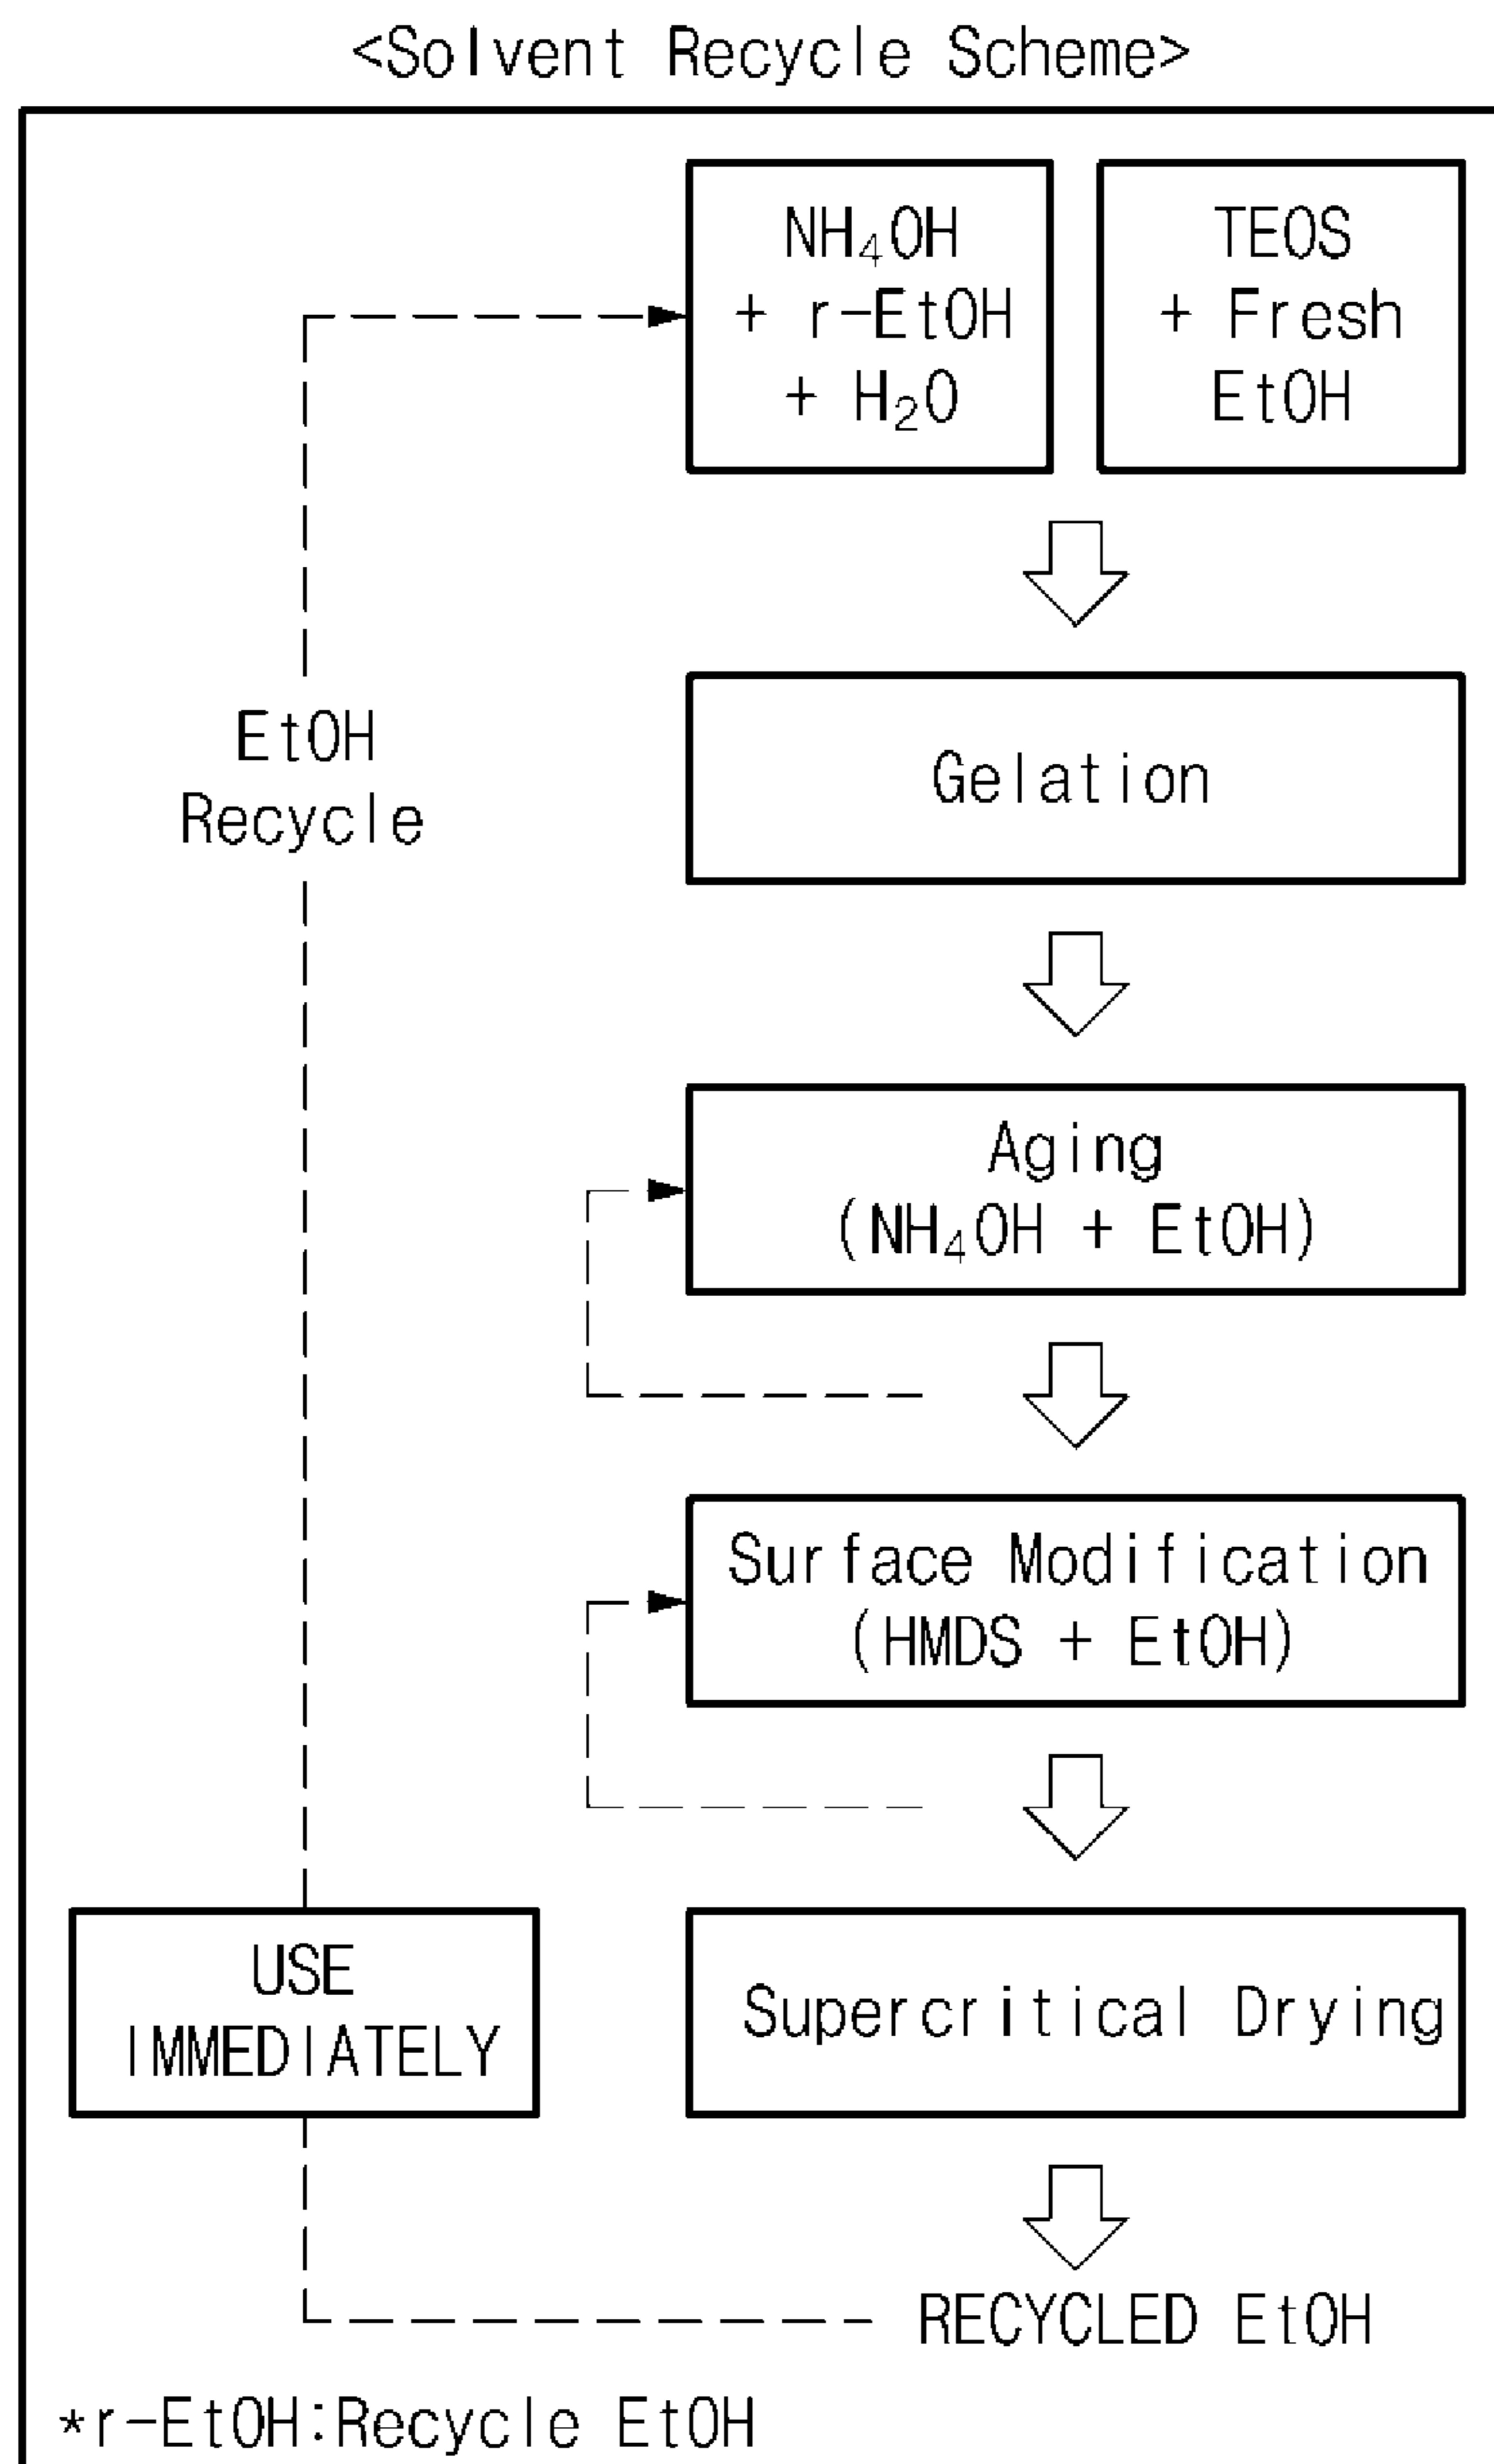 <Solvent Recycle Scheme>
NH₄OH
+ r-EtOH
+ H₂O
TEOS
+ Fresh
EtOH
EtOH
Recycle
Gelation
Aging
(NH₄OH + EtOH)
Surface Modification
(HMDS + EtOH)
USE
IMMEDIATELY
Supercritical Drying
RECYCLED EtOH
*r-EtOH:Recycle EtOH